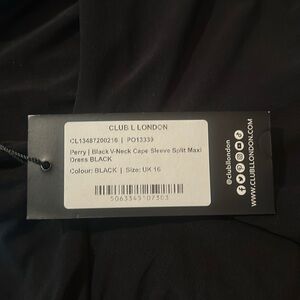 CLUB L LONDON
CL13487200216 | PO13339
Perry | Black V-Neck Cape Sleeve Split Maxi
Dress BLACK
Colour: BLACK | Size: UK 16
5063345107303
@clubllondon
WWW.CLUBLLONDON.COM